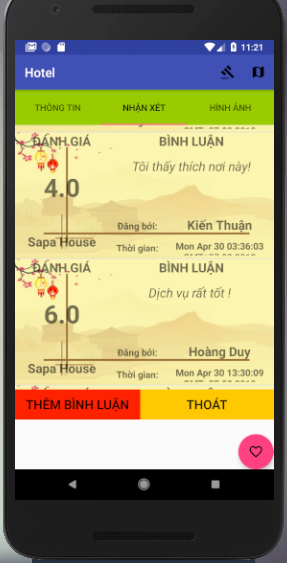 11:21
Hotel
THÔNG TIN NHẬN XÉT HÌNH ẢNH
ĐÁNH GIÁ BÌNH LUẬN
Tôi thấy thích nơi này!
4.0
Đăng bởi: Kiến Thuận
Sapa House Thời gian: Mon Apr 30 03:36:03
ĐÁNH GIÁ BÌNH LUẬN
Dịch vụ rất tốt !
6.0
Đăng bởi: Hoàng Duy
Sapa House Thời gian: Mon Apr 30 13:30:09
THÊM BÌNH LUẬN THOÁT